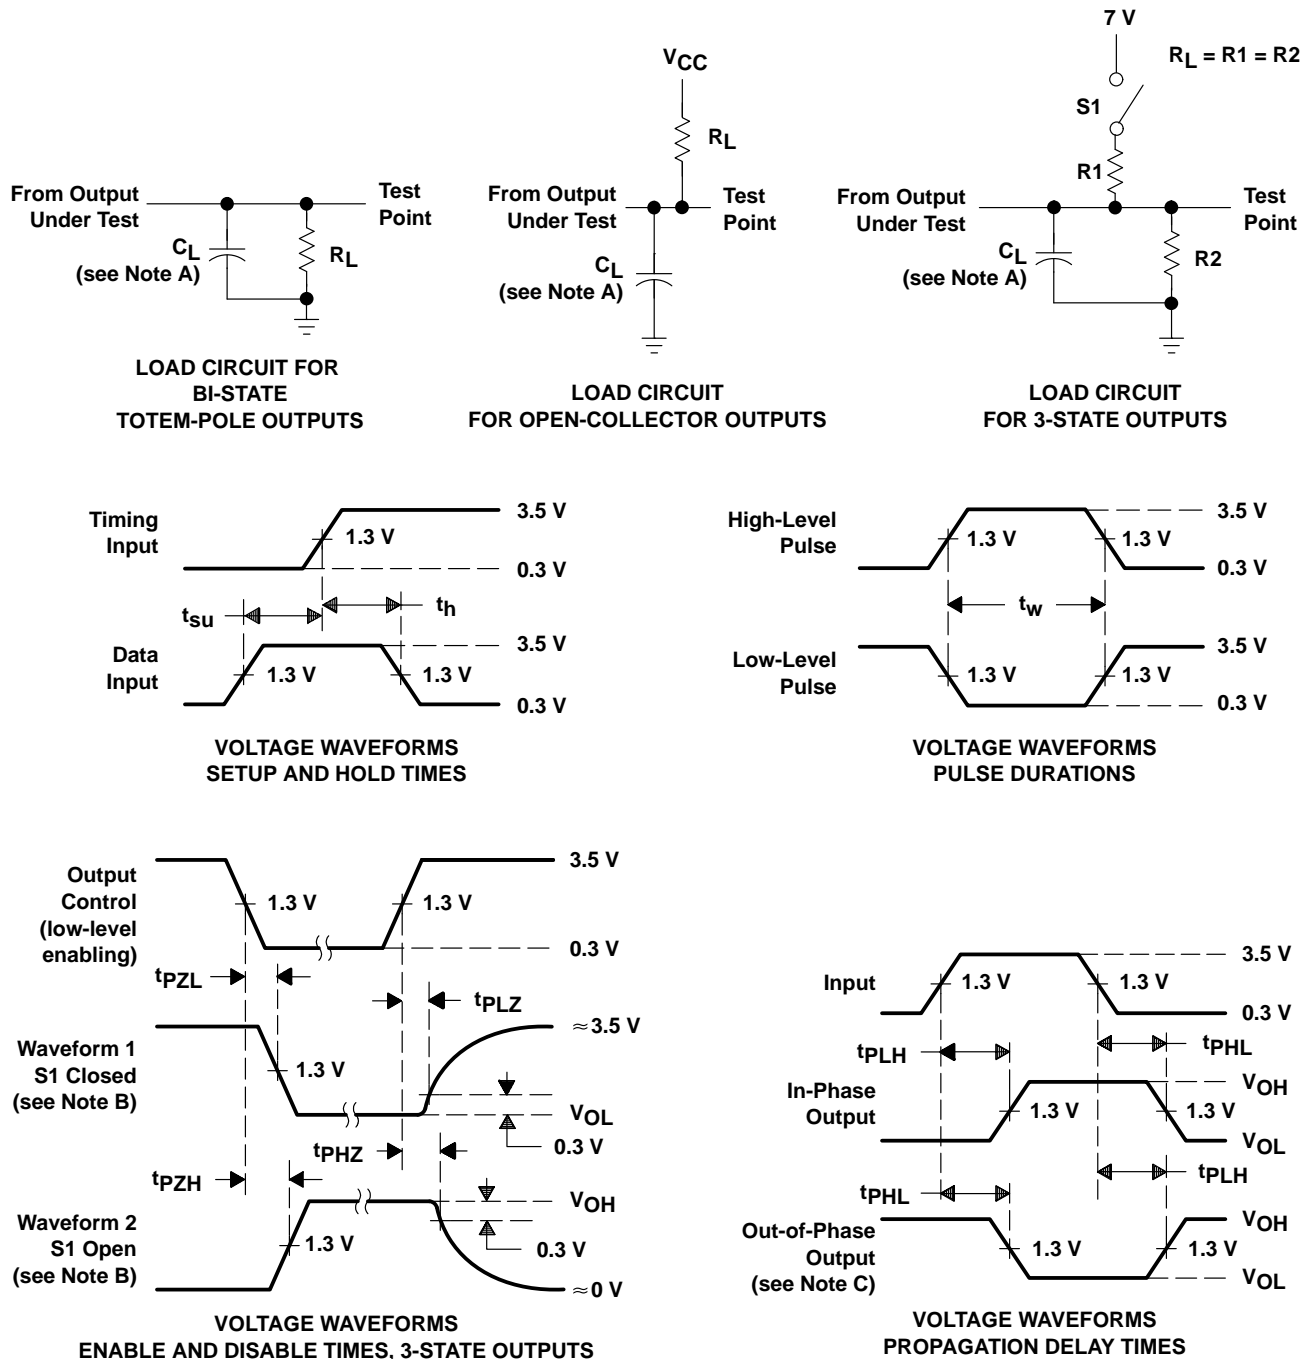 7 V
RL = R1 = R2
VCC
S1
RL
R1
From Output
Under Test
Test
Point
CL
(see Note A)
RL
From Output
Under Test
Test
Point
CL
(see Note A)
From Output
Under Test
Test
Point
CL
(see Note A)
R2
LOAD CIRCUIT FOR
BI-STATE
TOTEM-POLE OUTPUTS
LOAD CIRCUIT
FOR OPEN-COLLECTOR OUTPUTS
LOAD CIRCUIT
FOR 3-STATE OUTPUTS
Timing
Input
3.5 V
1.3 V
0.3 V
tsu
th
Data
Input
3.5 V
1.3 V
1.3 V
0.3 V
VOLTAGE WAVEFORMS
SETUP AND HOLD TIMES
High-Level
Pulse
3.5 V
1.3 V
1.3 V
0.3 V
tw
Low-Level
Pulse
3.5 V
1.3 V
1.3 V
0.3 V
VOLTAGE WAVEFORMS
PULSE DURATIONS
Output
Control
(low-level
enabling)
3.5 V
1.3 V
1.3 V
0.3 V
tPZL
tPLZ
Waveform 1
S1 Closed
(see Note B)
≈3.5 V
1.3 V
VOL
0.3 V
tPHZ
tPZH
Waveform 2
S1 Open
(see Note B)
VOH
1.3 V
0.3 V
≈0 V
VOLTAGE WAVEFORMS
ENABLE AND DISABLE TIMES, 3-STATE OUTPUTS
Input
3.5 V
1.3 V
1.3 V
0.3 V
tPLH
tPHL
In-Phase
Output
VOH
1.3 V
1.3 V
VOL
tPHL
tPLH
Out-of-Phase
Output
(see Note C)
VOH
1.3 V
1.3 V
VOL
VOLTAGE WAVEFORMS
PROPAGATION DELAY TIMES